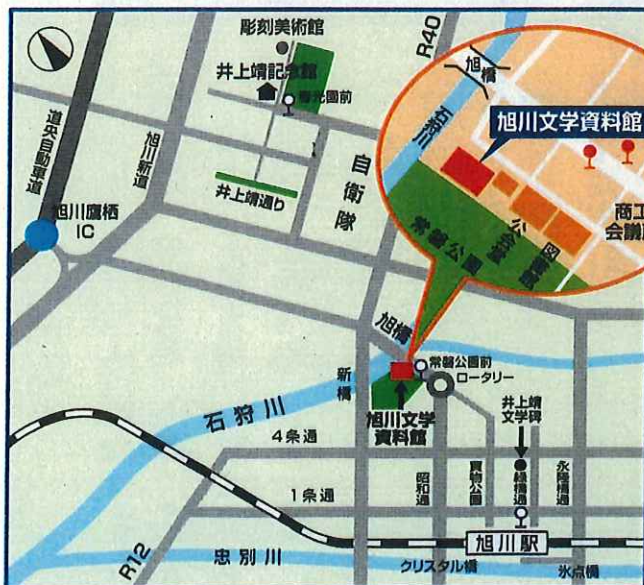 彫刻美術館
井上靖記念館
春光園前
R40
道央自動車道
旭川新道
自衛隊
井上靖通り
旭川鷹栖
IC
旭橋
石狩川
旭川文学資料館
商工
会議所
常磐公園
公会堂
図書館
旭橋
常磐公園前
ロータリー
新橋
旭川文学
資料館
石狩川
井上靖
文学碑
4条通
1条通
昭和通
買物公園
緑橋通
永隆橋通
旭川駅
R12
忠別川
クリスタル橋
氷点橋